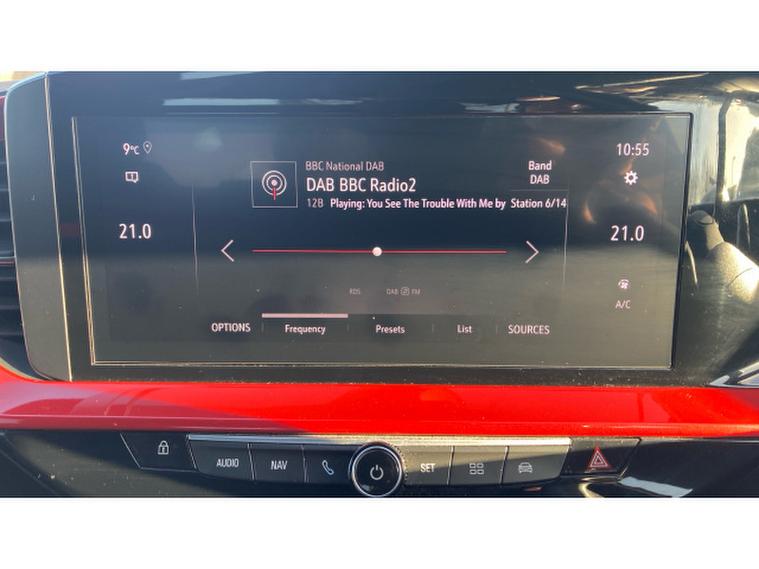 9°C
10:55
BBC National DAB
DAB BBC Radio2
12B Playing: You See The Trouble With Me by Station 6/14
Band
DAB
21.0
21.0
RDS DAB FM
A/C
OPTIONS Frequency Presets List SOURCES
AUDIO NAV SET